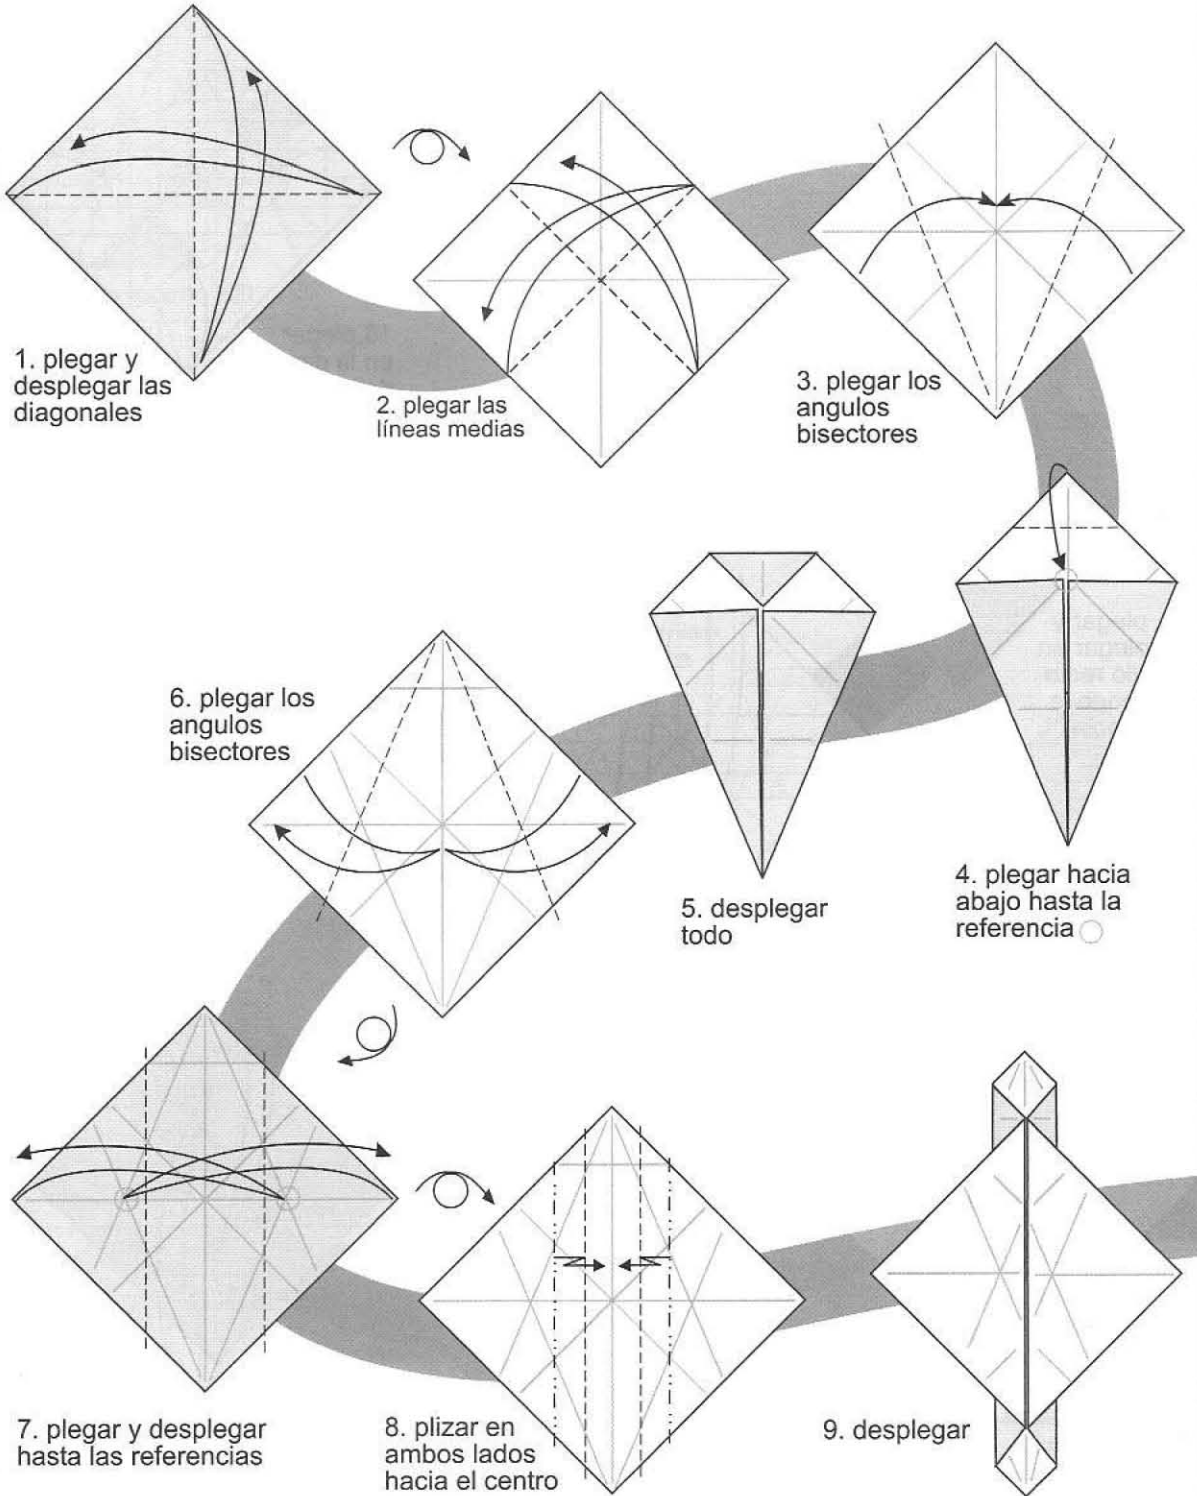 1. plegar y
desplegar las
diagonales
2. plegar las
líneas medias
3. plegar los
angulos
bisectores
4. plegar hacia
abajo hasta la
referencia
5. desplegar
todo
6. plegar los
angulos
bisectores
7. plegar y desplegar
hasta las referencias
8. plizar en
ambos lados
hacia el centro
9. desplegar